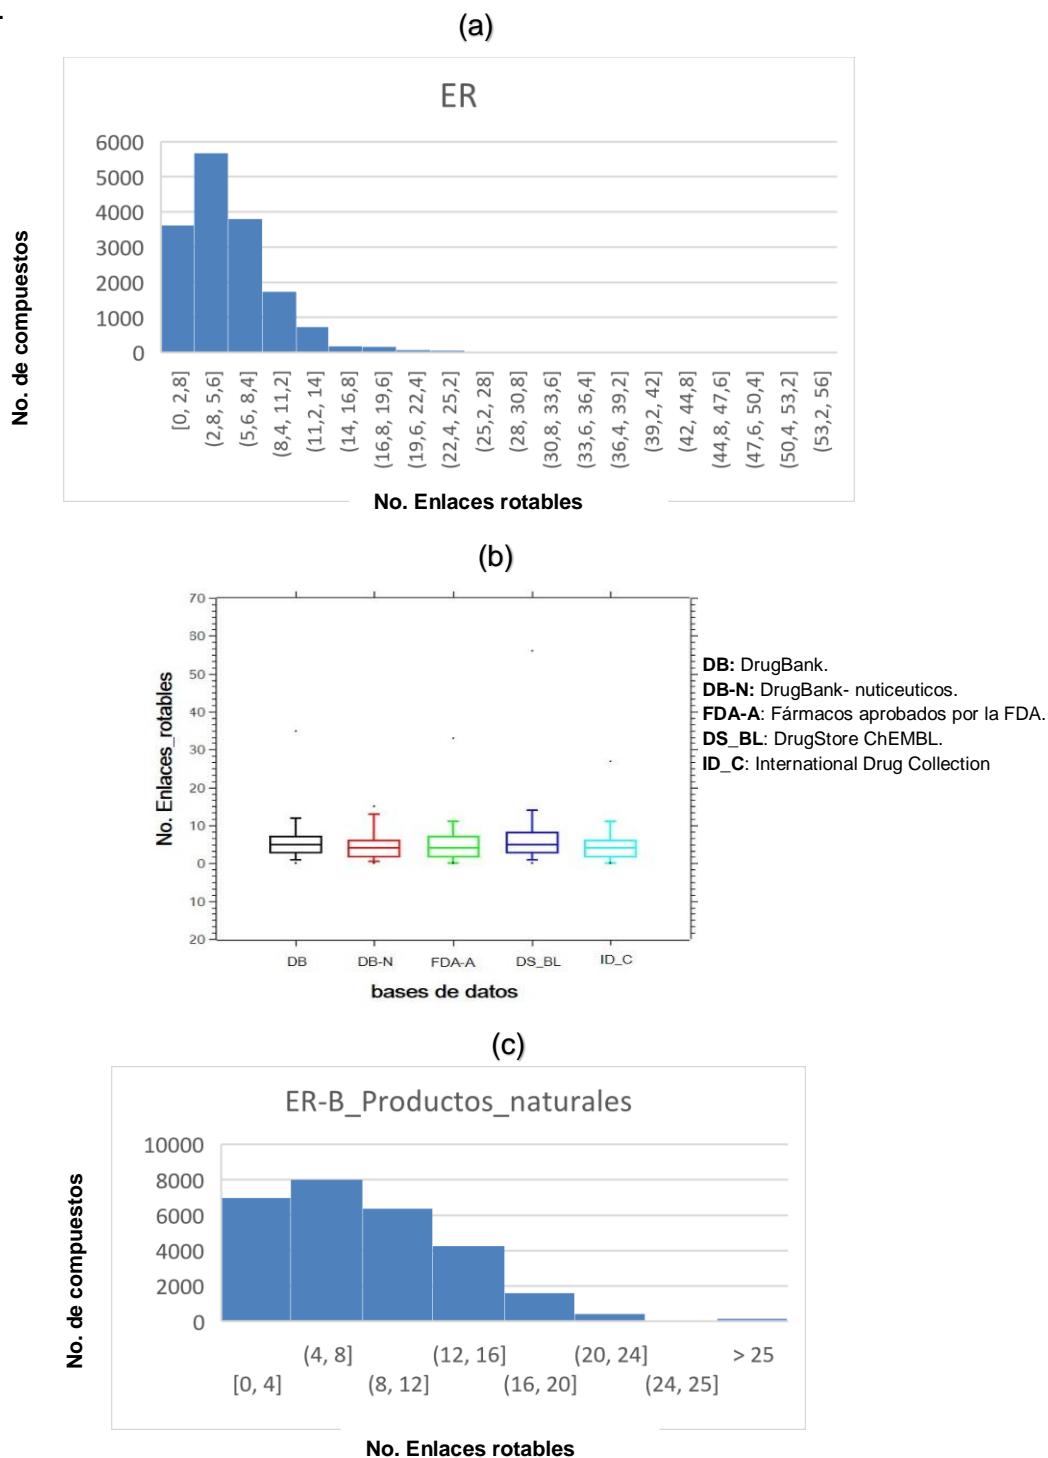 .
(a)
ER
6000
5000
4000
3000
2000
1000
0
No. de compuestos
[0, 2,8]
(2,8, 5,6]
(5,6, 8,4]
(8,4, 11,2]
(11,2, 14]
(14, 16,8]
(16,8, 19,6]
(19,6, 22,4]
(22,4, 25,2]
(25,2, 28]
(28, 30,8]
(30,8, 33,6]
(33,6, 36,4]
(36,4, 39,2]
(39,2, 42]
(42, 44,8]
(44,8, 47,6]
(47,6, 50,4]
(50,4, 53,2]
(53,2, 56]
No. Enlaces rotables
(b)
70
60
50
40
30
20
10
0
10
20
No. Enlaces_rotables
DB
DB-N
FDA-A
DS_BL
ID_C
bases de datos
DB: DrugBank.
DB-N: DrugBank- nuticeuticos.
FDA-A: Fármacos aprobados por la FDA.
DS_BL: DrugStore ChEMBL.
ID_C: International Drug Collection
(c)
ER-B_Productos_naturales
10000
8000
6000
4000
2000
0
No. de compuestos
[0, 4]
(4, 8]
(8, 12]
(12, 16]
(16, 20]
(20, 24]
(24, 25]
> 25
No. Enlaces rotables